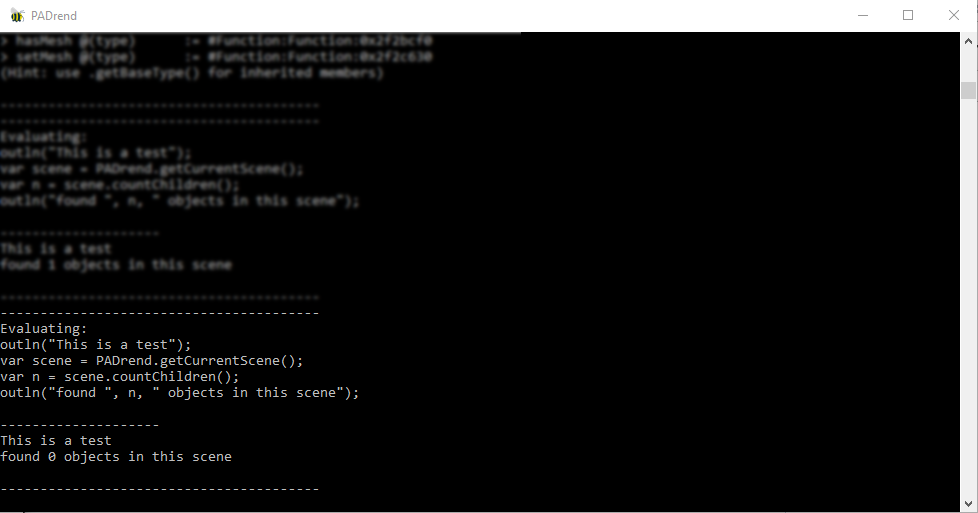 PADrend
> hasMesh @(type) := #Function:Function:0x2f2bcf0
> setMesh @(type) := #Function:Function:0x2f2c630
(Hint: use .getBaseType() for inherited members)
----------------------------------------
----------------------------------------
Evaluating:
outln("This is a test");
var scene = PADrend.getCurrentScene();
var n = scene.countChildren();
outln("found ", n, " objects in this scene");
--------------------
This is a test
found 1 objects in this scene
----------------------------------------
----------------------------------------
Evaluating:
outln("This is a test");
var scene = PADrend.getCurrentScene();
var n = scene.countChildren();
outln("found ", n, " objects in this scene");
--------------------
This is a test
found 0 objects in this scene
----------------------------------------